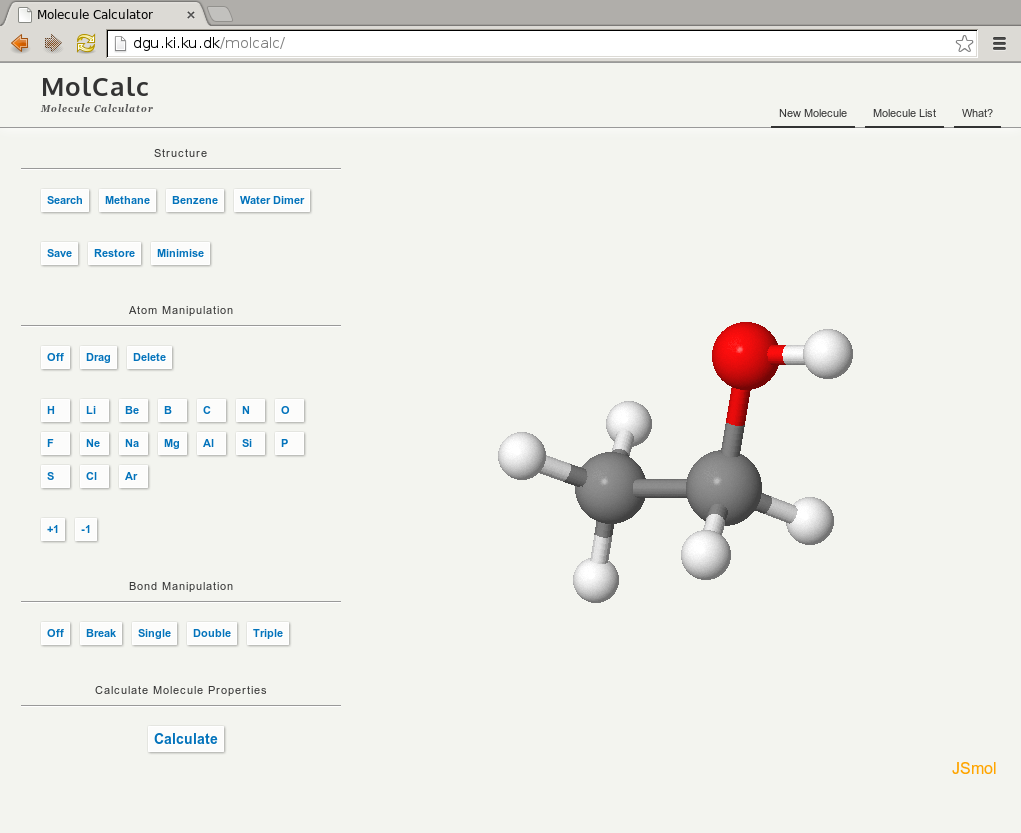 Molecule Calculator
dgu.ki.ku.dk/molcalc/
MolCalc
Molecule Calculator
New Molecule Molecule List What?
Structure
Search Methane Benzene Water Dimer
Save Restore Minimise
Atom Manipulation
Off Drag Delete
H Li Be B C N O
F Ne Na Mg Al Si P
S Cl Ar
+1 -1
Bond Manipulation
Off Break Single Double Triple
Calculate Molecule Properties
Calculate
JSmol